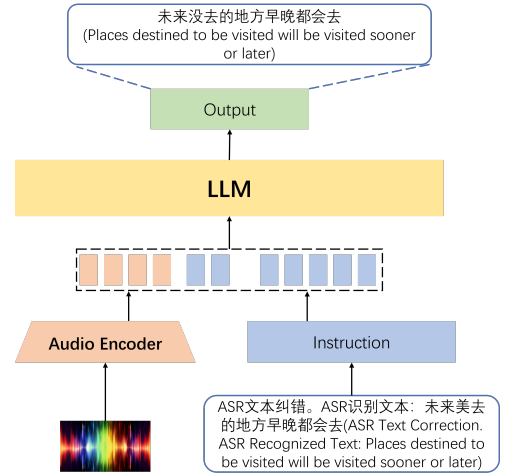 未来没去的地方早晚都会去
(Places destined to be visited will be visited sooner
or later)
Output
LLM
Audio Encoder
Instruction
ASR文本纠错。ASR识别文本：未来美去
的地方早晚都会去(ASR Text Correction.
ASR Recognized Text: Places destined to
be visited will be visited sooner or later)